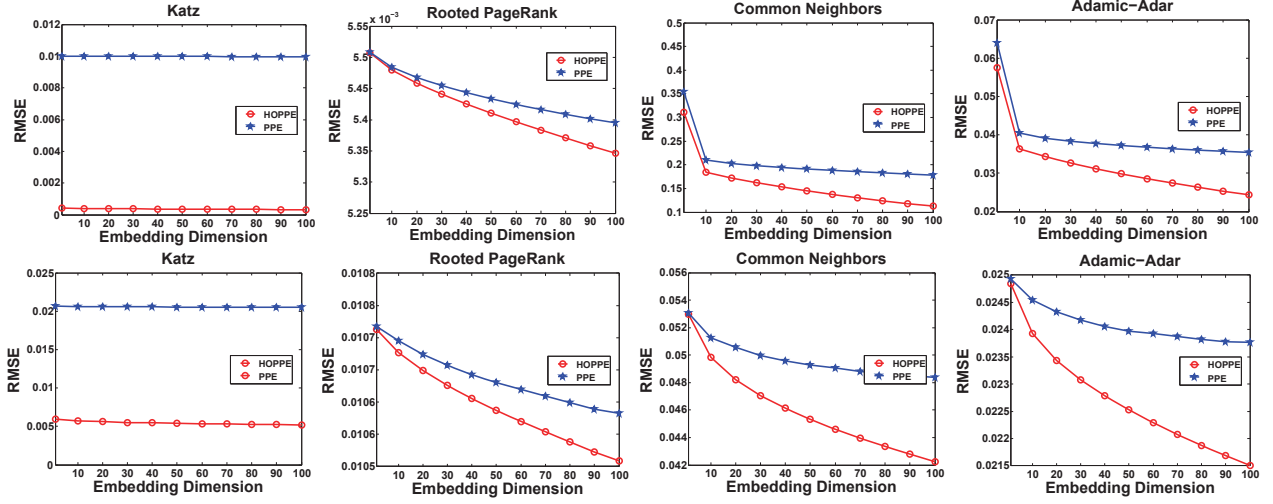 Katz
RMSE
0.012
0.01
0.008
0.006
0.004
0.002
0
HOPPE
PPE
10 20 30 40 50 60 70 80 90 100
Embedding Dimension
Rooted PageRank
x 10⁻³
RMSE
5.55
5.5
5.45
5.4
5.35
5.3
5.25
HOPPE
PPE
10 20 30 40 50 60 70 80 90 100
Embedding Dimension
Common Neighbors
RMSE
0.5
0.45
0.4
0.35
0.3
0.25
0.2
0.15
0.1
HOPPE
PPE
10 20 30 40 50 60 70 80 90 100
Embedding Dimension
Adamic−Adar
RMSE
0.07
0.06
0.05
0.04
0.03
0.02
HOPPE
PPE
10 20 30 40 50 60 70 80 90 100
Embedding Dimension
Katz
RMSE
0.025
0.02
0.015
0.01
0.005
0
HOPPE
PPE
10 20 30 40 50 60 70 80 90 100
Embedding Dimension
Rooted PageRank
RMSE
0.0108
0.0108
0.0107
0.0107
0.0106
0.0106
0.0105
HOPPE
PPE
10 20 30 40 50 60 70 80 90 100
Embedding Dimension
Common Neighbors
RMSE
0.056
0.054
0.052
0.05
0.048
0.046
0.044
0.042
HOPPE
PPE
10 20 30 40 50 60 70 80 90 100
Embedding Dimension
Adamic−Adar
RMSE
0.025
0.0245
0.024
0.0235
0.023
0.0225
0.022
0.0215
HOPPE
PPE
10 20 30 40 50 60 70 80 90 100
Embedding Dimension